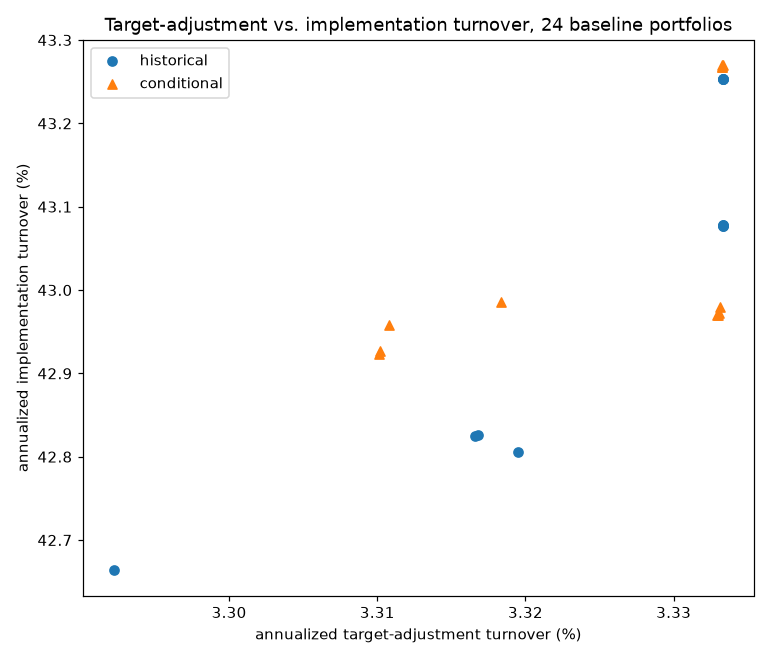 Target-adjustment vs. implementation turnover, 24 baseline portfolios
historical
conditional
annualized implementation turnover (%)
43.3
43.2
43.1
43.0
42.9
42.8
42.7
3.30 3.31 3.32 3.33
annualized target-adjustment turnover (%)